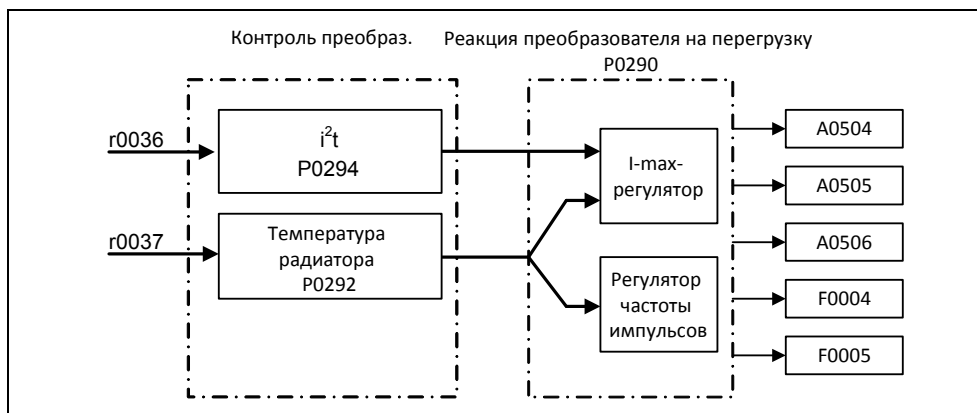 Контроль преобраз.
Реакция преобразователя на перегрузку
P0290
r0036
i²t
P0294
r0037
Температура
радиатора
P0292
I-max-
регулятор
Регулятор
частоты
импульсов
A0504
A0505
A0506
F0004
F0005